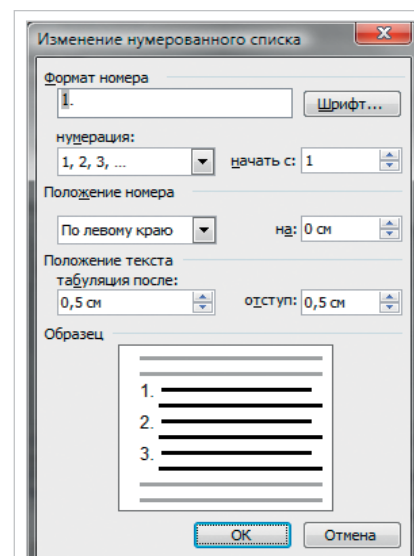 Изменение нумерованного списка
Формат номера
1.
Шрифт...
нумерация:
1, 2, 3, ...
начать с: 1
Положение номера
По левому краю
на: 0 см
Положение текста
табуляция после:
0,5 см
отступ: 0,5 см
Образец
1.
2.
3.
ОК
Отмена